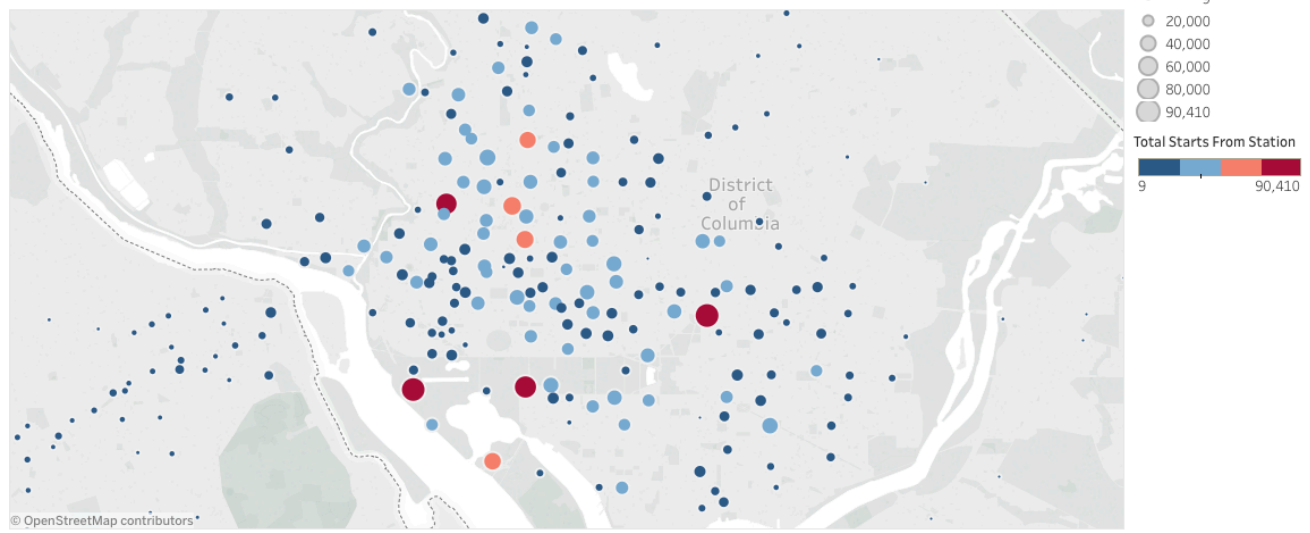 20,000
40,000
60,000
80,000
90,410
Total Starts From Station
9 90,410
District
of
Columbia
© OpenStreetMap contributors